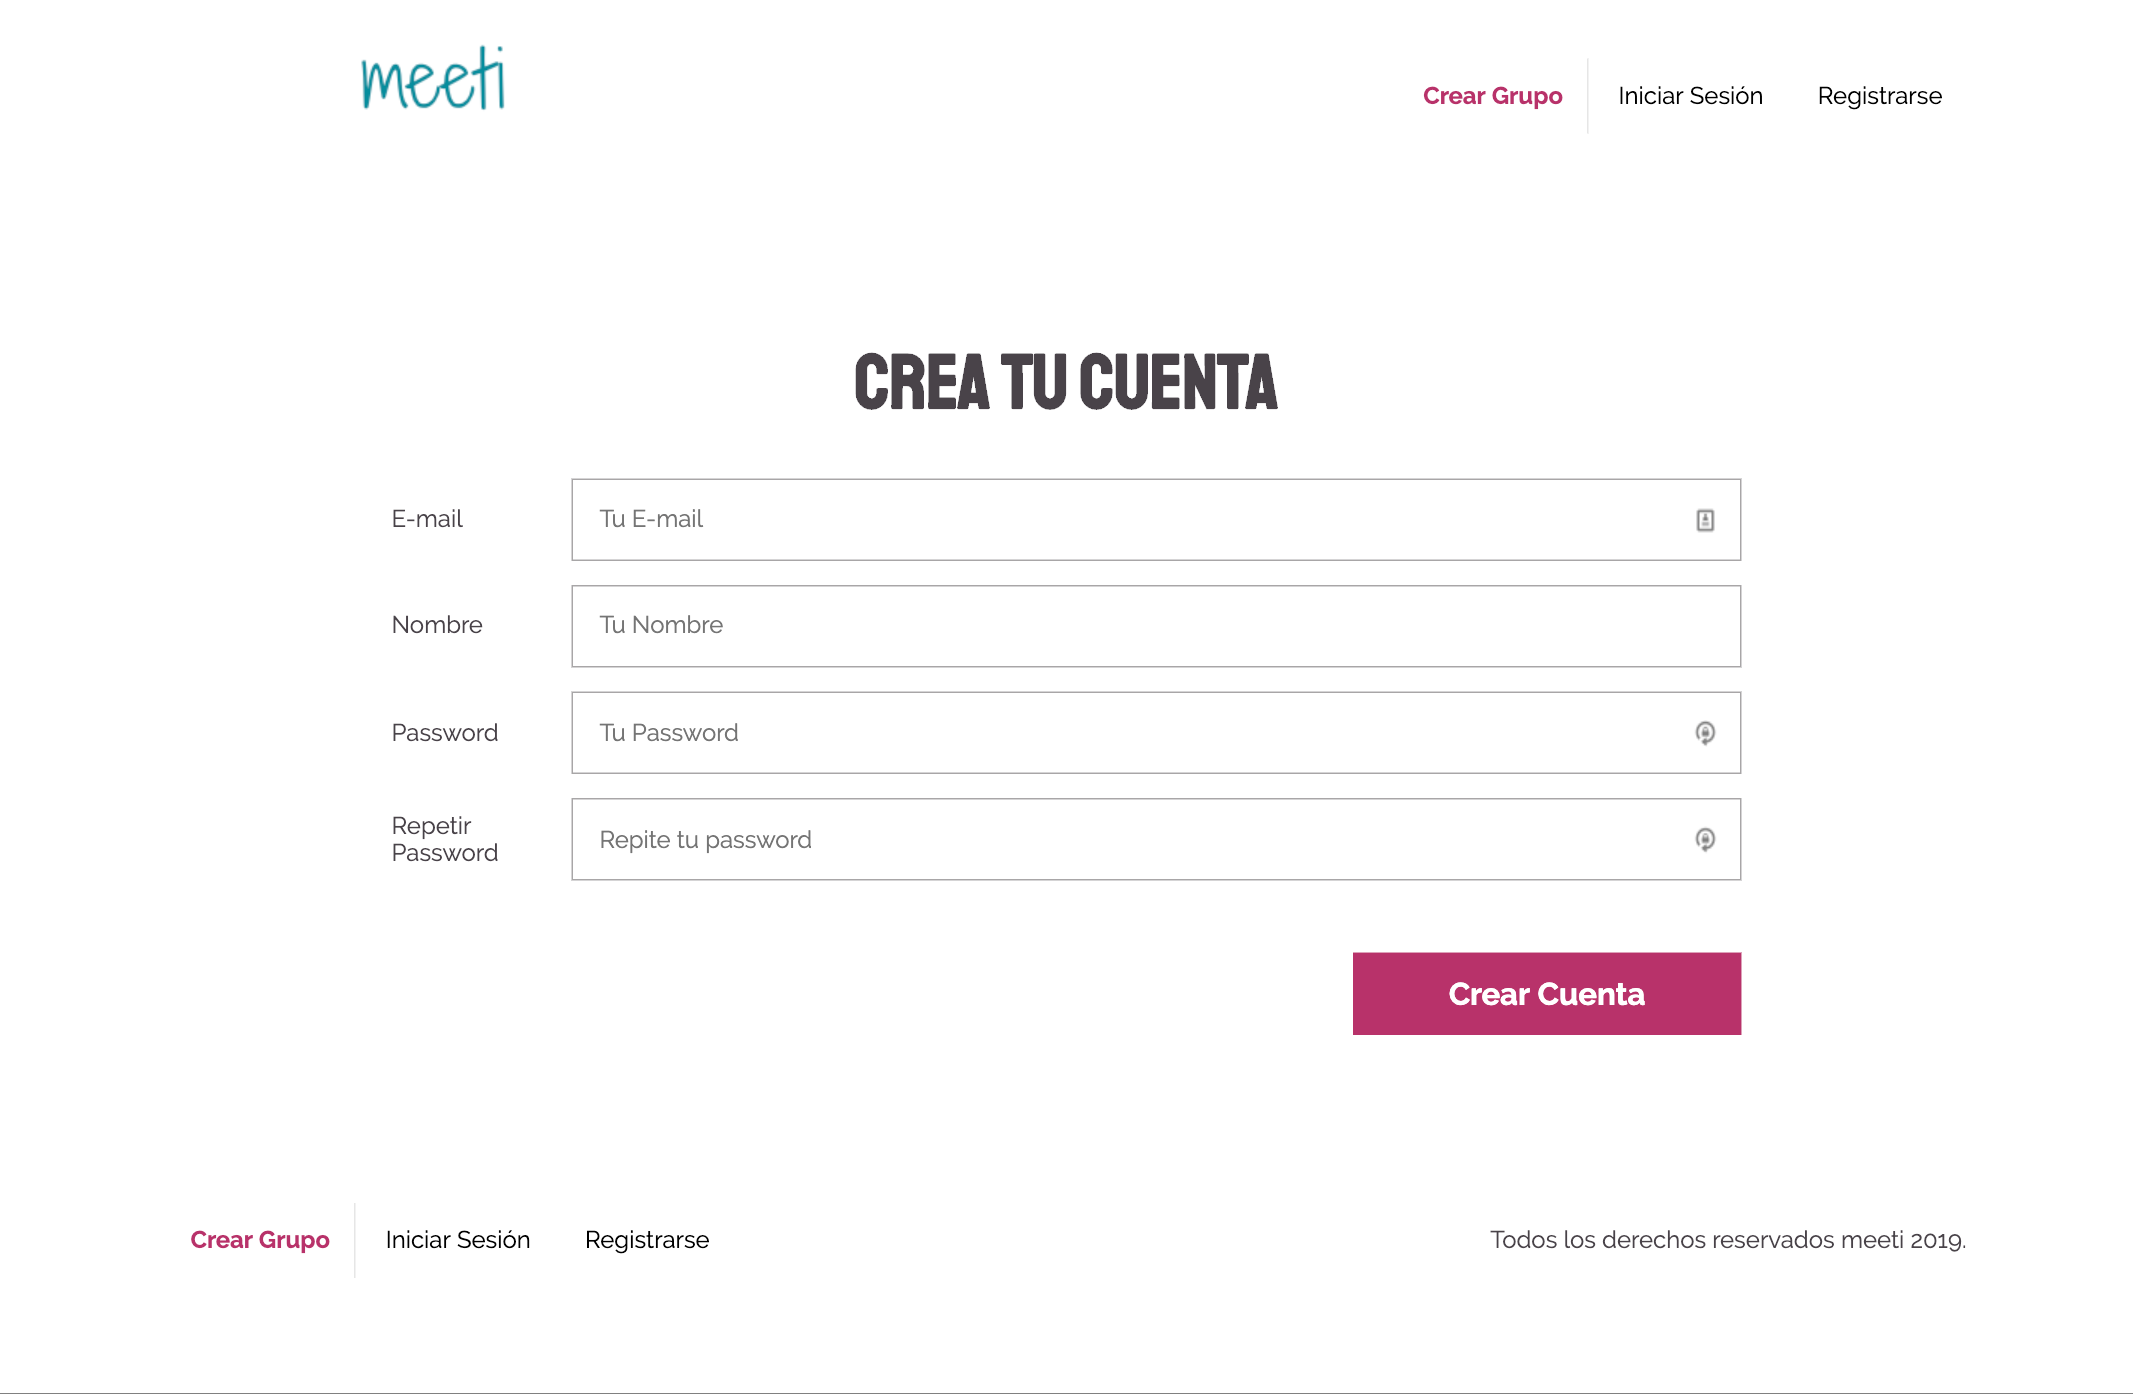 meeti
Crear Grupo
Iniciar Sesión
Registrarse
CREA TU CUENTA
E-mail
Tu E-mail
Nombre
Tu Nombre
Password
Tu Password
Repetir
Password
Repite tu password
Crear Cuenta
Crear Grupo
Iniciar Sesión
Registrarse
Todos los derechos reservados meeti 2019.